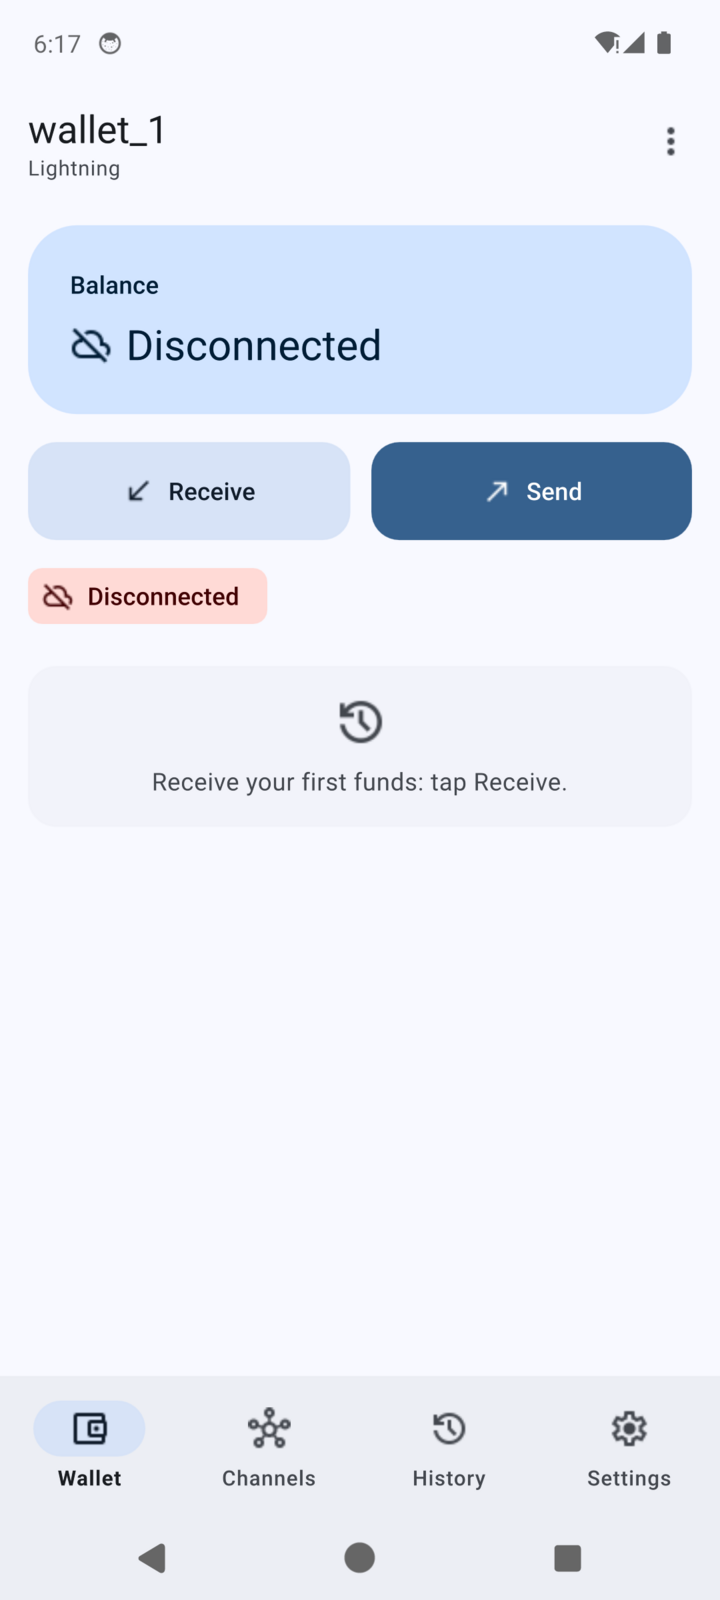 6:17
wallet_1
Lightning
Balance
Disconnected
Receive
Send
Disconnected
Receive your first funds: tap Receive.
Wallet
Channels
History
Settings